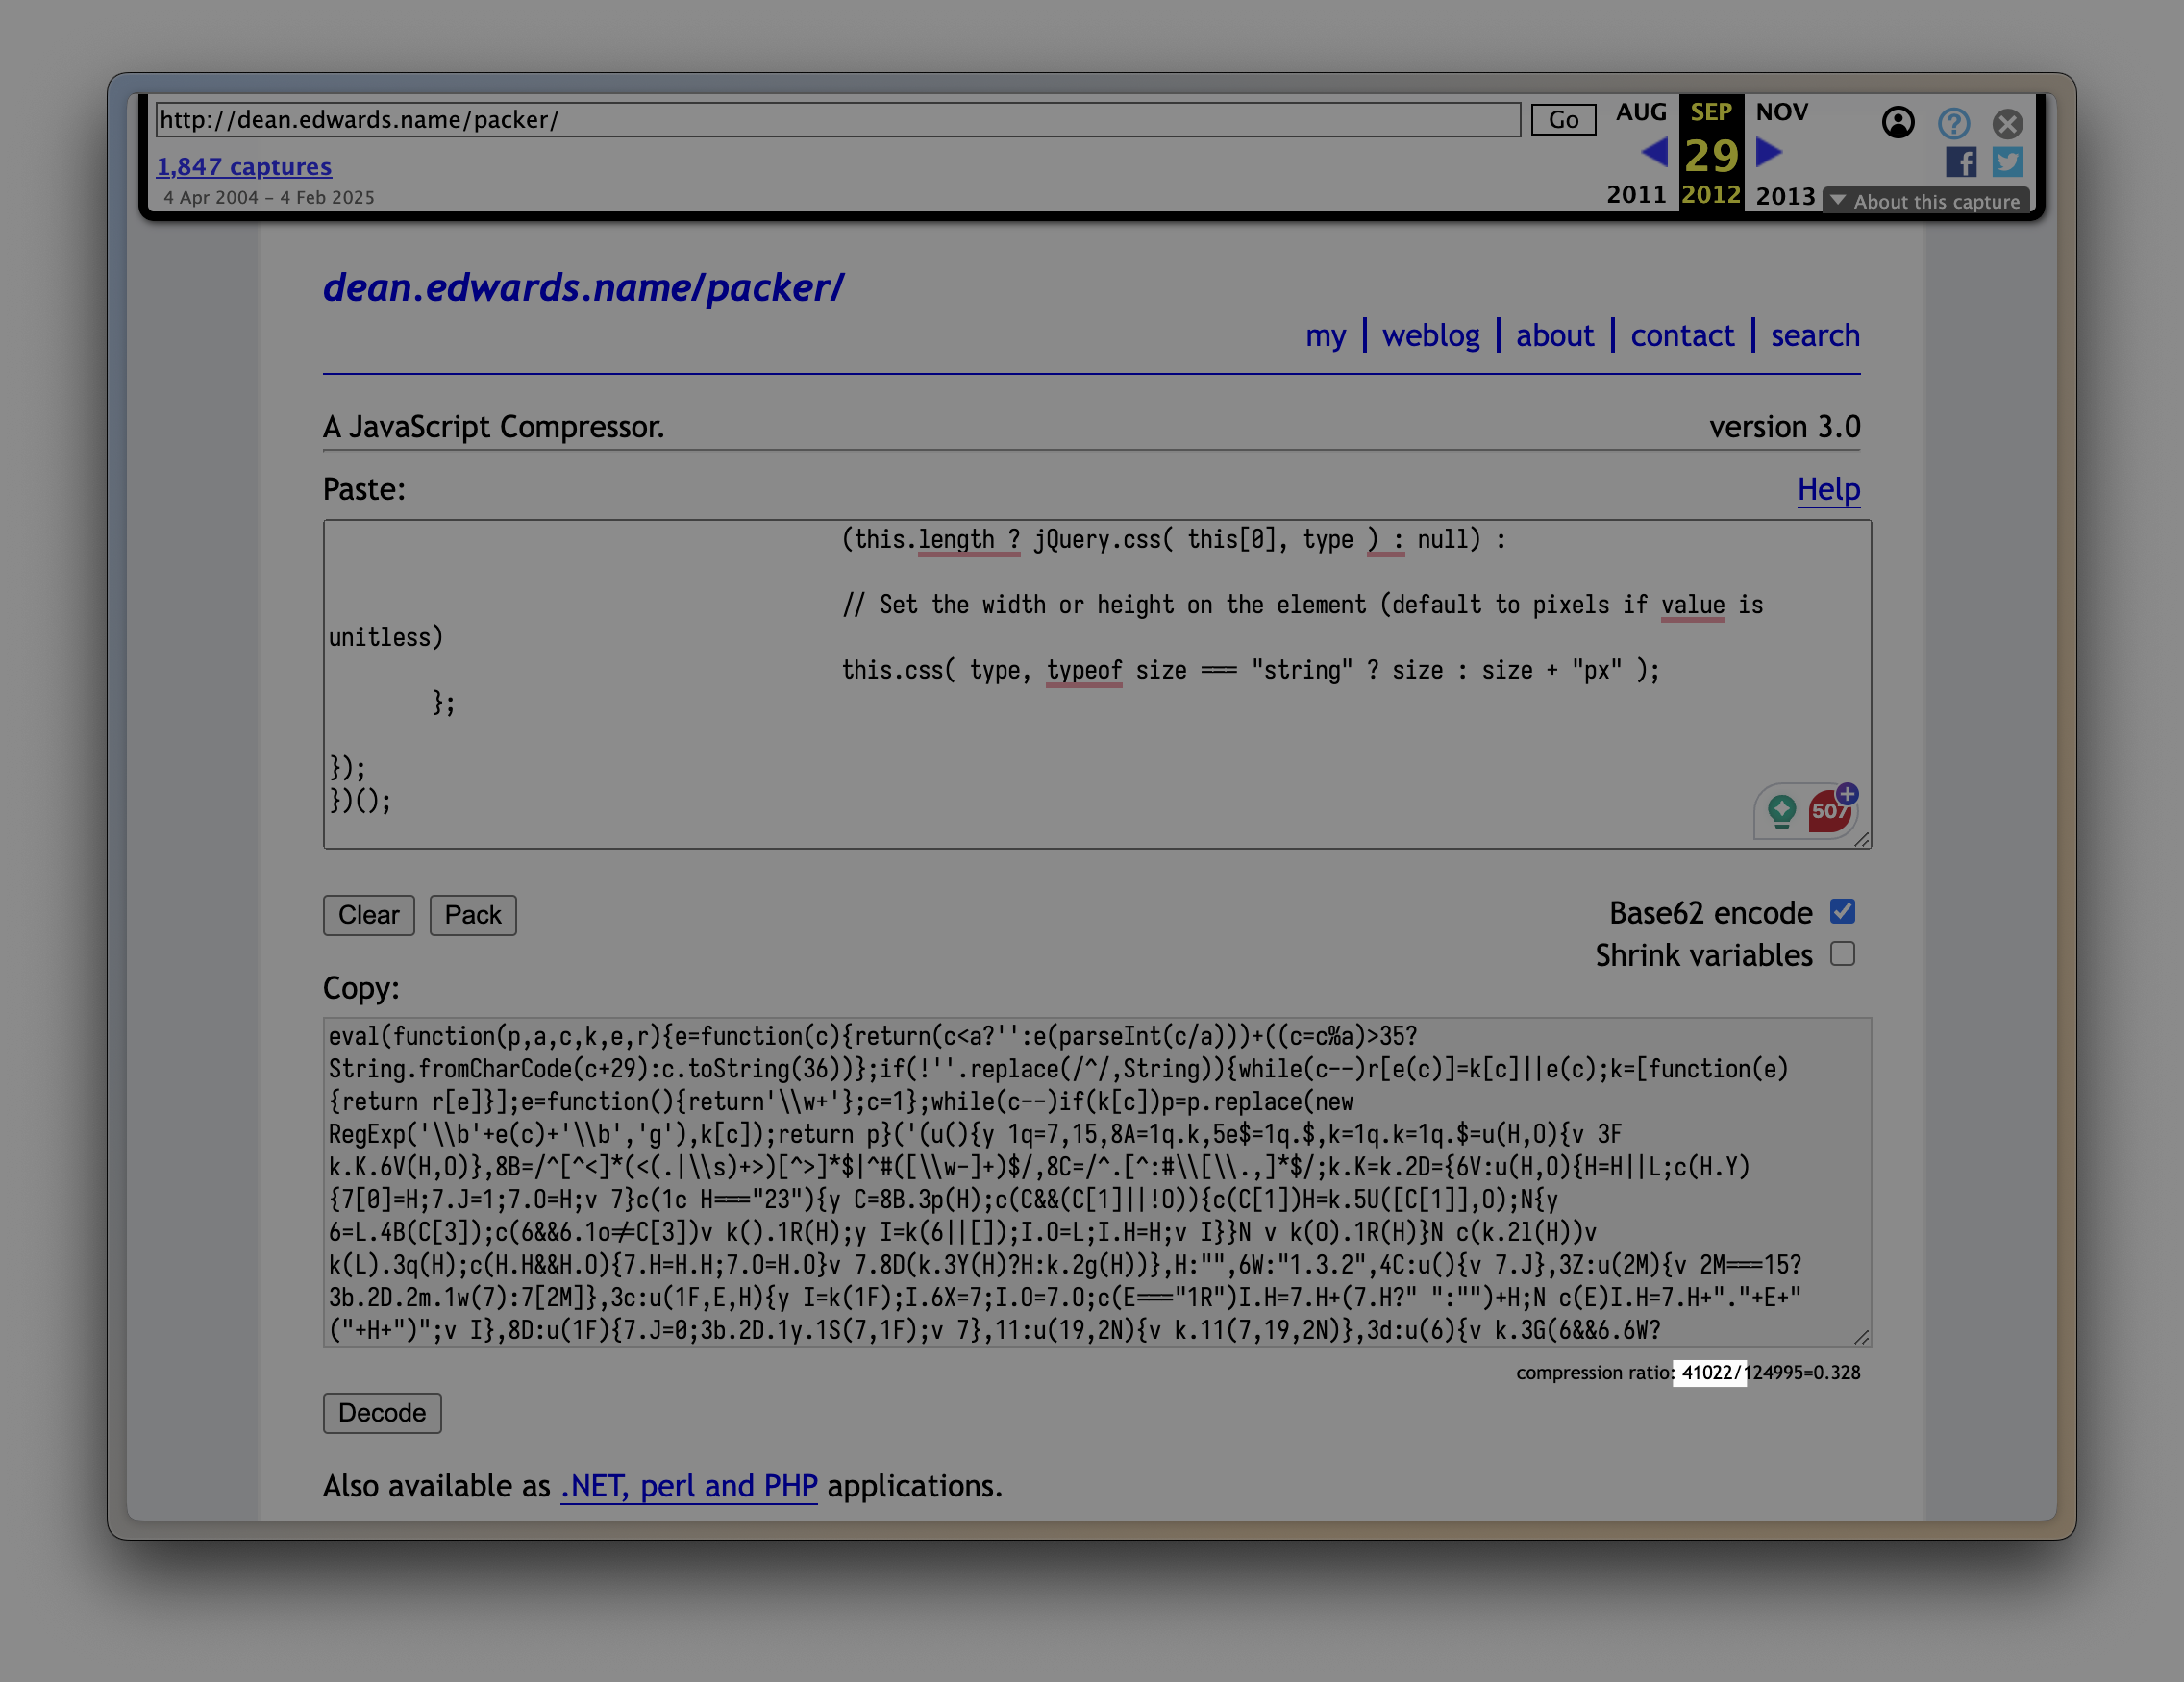 http://dean.edwards.name/packer/
Go
AUG
SEP
NOV
29
1,847 captures
4 Apr 2004 – 4 Feb 2025
2011
2012
2013
About this capture
dean.edwards.name/packer/
my | weblog | about | contact | search
A JavaScript Compressor.
version 3.0
Paste:
Help
(this.length ? jQuery.css( this[0], type ) : null) :
// Set the width or height on the element (default to pixels if value is
unitless)
this.css( type, typeof size === "string" ? size : size + "px" );
};
});
})();
507
Clear
Pack
Base62 encode
Shrink variables
Copy:
eval(function(p,a,c,k,e,r){e=function(c){return(c<a?'':e(parseInt(c/a)))+((c=c%a)>35?
String.fromCharCode(c+29):c.toString(36))};if(!''.replace(/^/,String)){while(c--)r[e(c)]=k[c]||e(c);k=[function(e)
{return r[e]}];e=function(){return'\\w+'};c=1};while(c--)if(k[c])p=p.replace(new
RegExp('\\b'+e(c)+'\\b','g'),k[c]);return p}('(u(){y 1q=7,15,8A=1q.k,5e$=1q.$,k=1q.k=1q.$=u(H,O){v 3F
k.K.6V(H,O)},8B=/^[^<]*(<(.|\\s)+>)[^>]*$|^#([\\w-]+)$/,8C=/^.[^:#\\[\\.,]*$/;k.K=k.2D={6V:u(H,O){H=H||L;c(H.Y)
{7[0]=H;7.J=1;7.O=H;v 7}c(1c H==="23"){y C=8B.3p(H);c(C&&(C[1]||!O)){c(C[1])H=k.5U([C[1]],O);N{y
6=L.4B(C[3]);c(6&&6.1o!=C[3])v k().1R(H);y I=k(6||[]);I.O=L;I.H=H;v I}}N v k(O).1R(H)}N c(k.2l(H))v
k(L).3q(H);c(H.H&&H.O){7.H=H.H;7.O=H.O}v 7.8D(k.3Y(H)?H:k.2g(H))},H:"",6W:"1.3.2",4C:u(){v 7.J},3Z:u(2M){v 2M===15?
3b.2D.2m.1w(7):7[2M]},3c:u(1F,E,H){y I=k(1F);I.6X=7;I.O=7.O;c(E==="1R")I.H=7.H+(7.H?" ":"")+H;N c(E)I.H=7.H+"."+E+"
("+H+")";v I},8D:u(1F){7.J=0;3b.2D.1y.1S(7,1F);v 7},11:u(19,2N){v k.11(7,19,2N)},3d:u(6){v k.3G(6&&6.6W?
compression ratio: 41022/124995=0.328
Decode
Also available as .NET, perl and PHP applications.